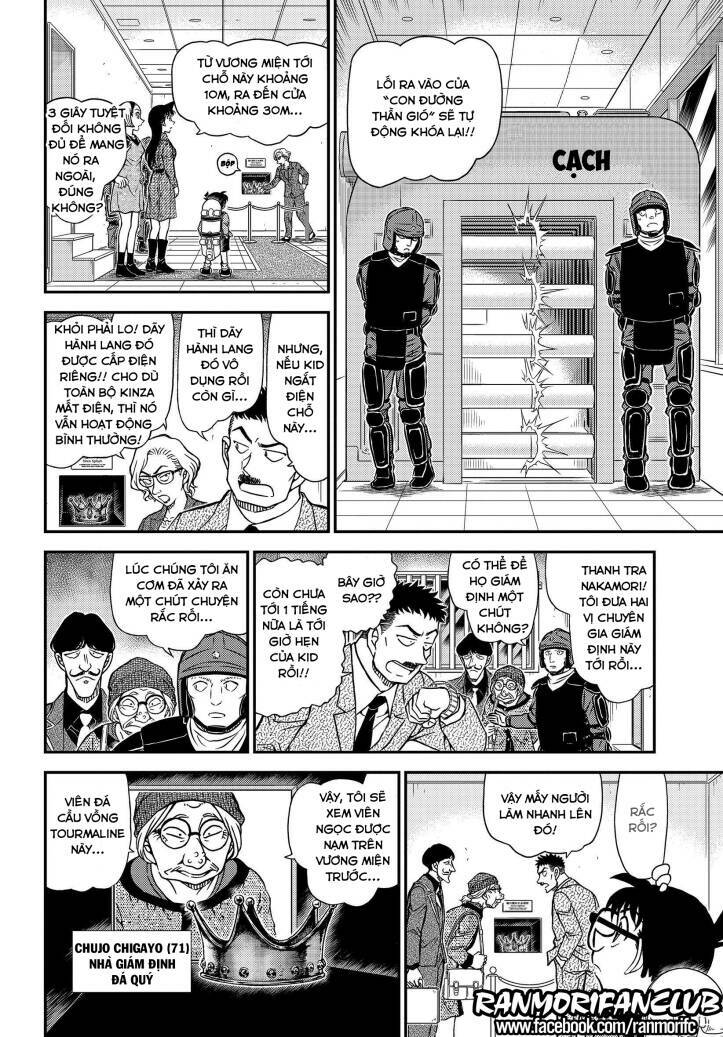 LỐI RA VÀO CỦA
"CON ĐƯỜNG
THẦN GIÓ" SẼ TỰ
ĐỘNG KHÓA LẠI!!
CẠCH
TỪ VƯƠNG MIỆN TỚI
CHỖ NÀY KHOẢNG
10M, RA ĐẾN CỬA
KHOẢNG 30M...
3 GIÂY TUYỆT
ĐỐI KHÔNG
ĐỦ ĐỂ MANG
NÓ RA
NGOÀI,
ĐÚNG
KHÔNG?
BỘP
NHƯNG,
NẾU KID
NGẮT
ĐIỆN
CHỖ
NÀY...
THÌ DÃY
HÀNH LANG
ĐÓ VÔ
DỤNG RỒI
CÒN GÌ...
KHỎI PHẢI LO! DÃY
HÀNH LANG ĐÓ
ĐƯỢC CẤP ĐIỆN
RIÊNG!! CHO DÙ
TOÀN BỘ KINZA
MẤT ĐIỆN, THÌ NÓ
VẪN HOẠT ĐỘNG
BÌNH THƯỜNG!
THANH TRA
NAKAMORI!
TÔI ĐƯA HAI
VỊ CHUYÊN
GIA GIÁM
ĐỊNH NÀY
TỚI RỒI...
CÓ THỂ ĐỂ
HỌ GIÁM
ĐỊNH MỘT
CHÚT
KHÔNG?
BÂY GIỜ
SAO??
CÒN CHƯA
TỚI 1 TIẾNG
NỮA LÀ TỚI
GIỜ HẸN
CỦA KID
RỒI!!
LÚC CHÚNG TÔI ĂN
CƠM ĐÃ XẢY RA
MỘT CHÚT CHUYỆN
RẮC RỐI...
RẮC
RỐI?
VẬY MẤY NGƯỜI
LÀM NHANH LÊN
ĐÓ!
VẬY, TÔI SẼ
XEM VIÊN
NGỌC ĐƯỢC
NẠM TRÊN
VƯƠNG MIỆN
TRƯỚC...
VIÊN ĐÁ
CẦU VỒNG
TOURMALINE
NÀY...
CHUJO CHIGAYO (71)
NHÀ GIÁM ĐỊNH
ĐÁ QUÝ
RANMORIFANCLUB
www.facebook.com/ranmorifc